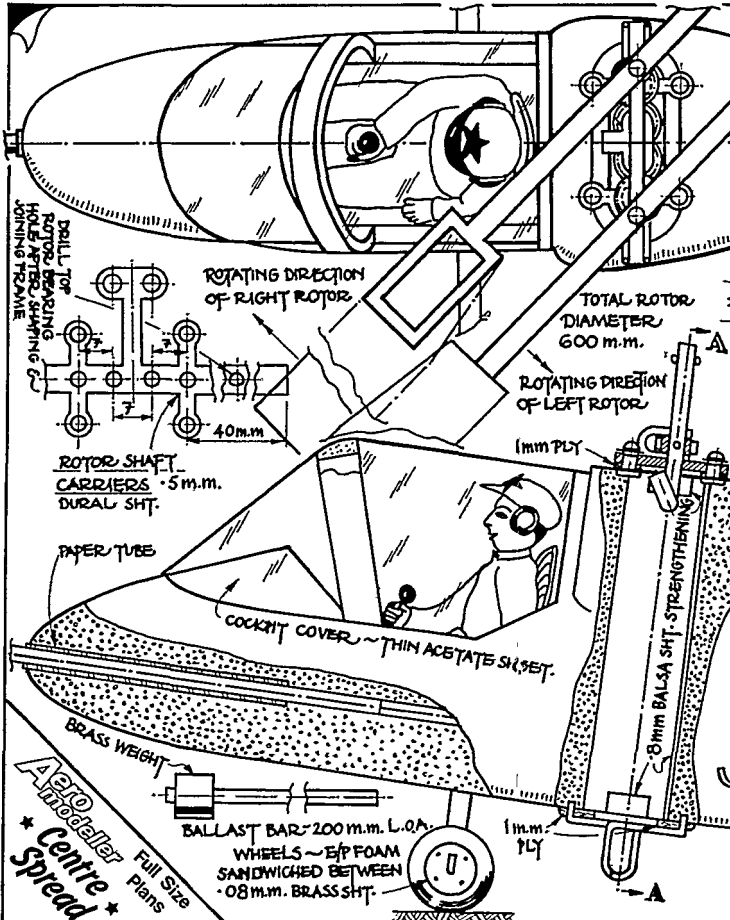 DRILL TOP
ROTOR BEARING
HOLE AFTER SHAPING &
JOINING FRAME
ROTATING DIRECTION
OF RIGHT ROTOR
TOTAL ROTOR
DIAMETER
600 m.m.
A
ROTATING DIRECTION
OF LEFT ROTOR
7
7
7
40m.m
1mm PLY
ROTOR SHAFT
CARRIERS .5m.m.
DURAL SHT.
PAPER TUBE
COCKPIT COVER ~ THIN ACETATE SHEET.
8mm BALSA SHT. STRENGTHENING
BRASS WEIGHT
BALLAST BAR-200 m.m. L.O.A.
WHEELS ~ E/P FOAM
SANDWICHED BETWEEN
.08 m.m. BRASS SHT.
1m.m.
PLY
A
Aero
modeller
Centre
Spread
Full Size
Plans